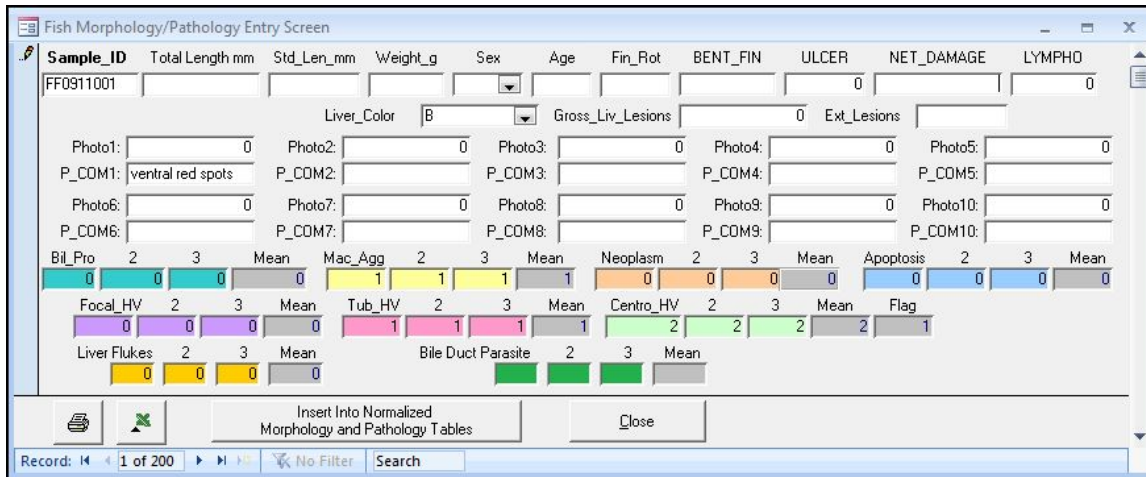 Fish Morphology/Pathology Entry Screen
Sample_ID Total Length mm Std_Len_mm Weight_g Sex Age Fin_Rot BENT_FIN ULCER NET_DAMAGE LYMPHO
FF0911001 0 0
Liver_Color B Gross_Liv_Lesions 0 Ext_Lesions
Photo1: 0 Photo2: 0 Photo3: 0 Photo4: 0 Photo5: 0
P_COM1: ventral red spots P_COM2: P_COM3: P_COM4: P_COM5:
Photo6: 0 Photo7: 0 Photo8: 0 Photo9: 0 Photo10: 0
P_COM6: P_COM7: P_COM8: P_COM9: P_COM10:
Bil_Pro 2 3 Mean Mac_Agg 2 3 Mean Neoplasm 2 3 Mean Apoptosis 2 3 Mean
0 0 0 0 1 1 1 1 0 0 0 0 0 0 0 0
Focal_HV 2 3 Mean Tub_HV 2 3 Mean Centro_HV 2 3 Mean Flag
0 0 0 0 1 1 1 1 2 2 2 2 1
Liver Flukes 2 3 Mean Bile Duct Parasite 2 3 Mean
0 0 0 0
Insert Into Normalized
Morphology and Pathology Tables
Close
Record: 1 of 200 No Filter Search